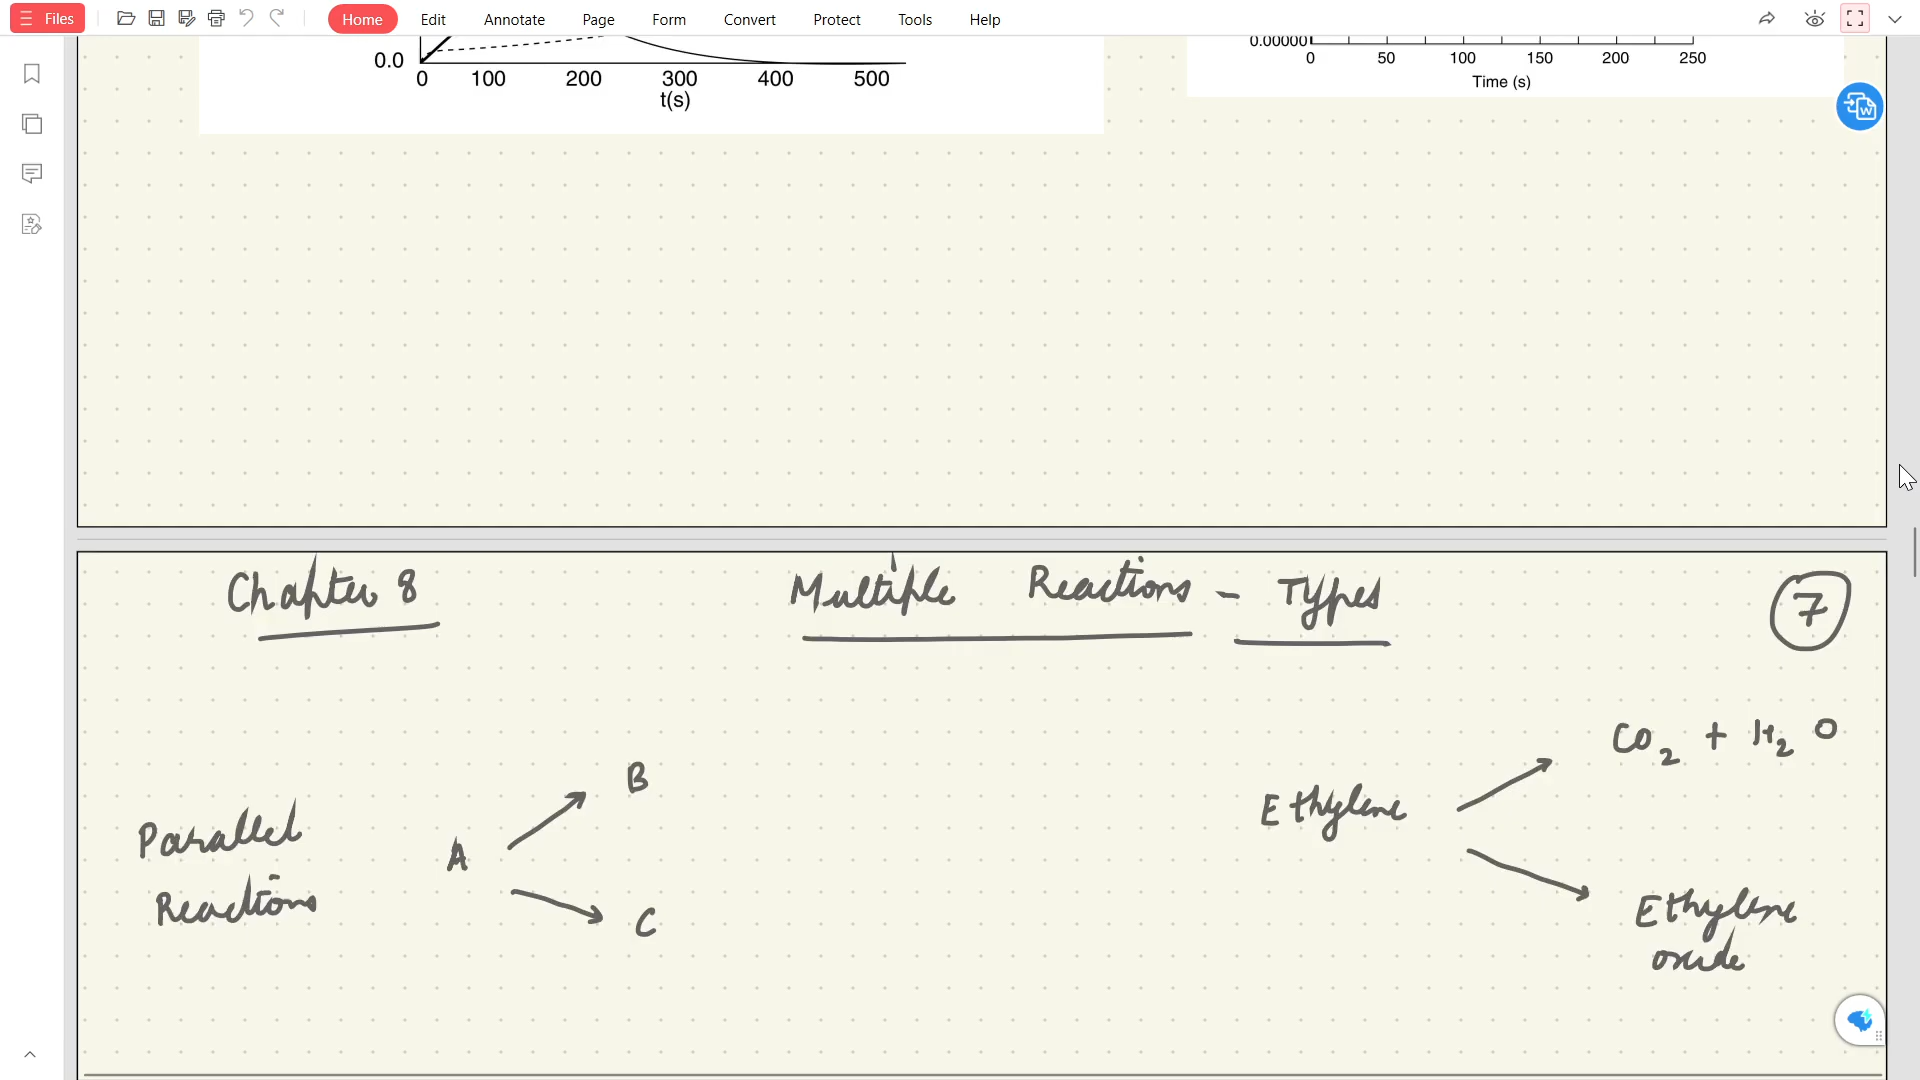 Files Home Edit Annotate Page Form Convert Protect Tools Help
0.0
0 100 200 300 400 500
t(s)
0.00000
0 50 100 150 200 250
Time (s)
Chapter 8 Multiple Reactions - Types 7
Parallel
Reactions
A
B
C
Ethylene
CO2 + H2O
Ethylene
oxide